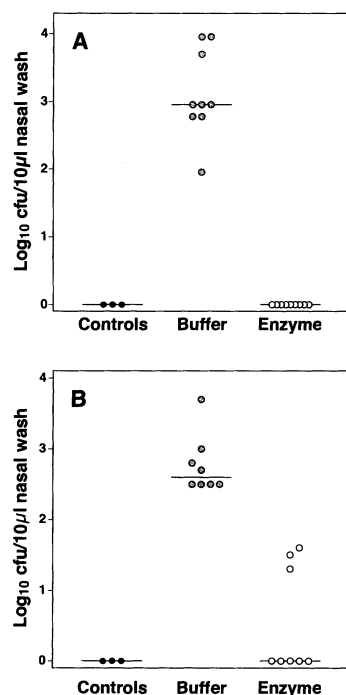 A
Log10 cfu/10μl nasal wash
4
3
2
1
0
Controls Buffer Enzyme
B
Log10 cfu/10μl nasal wash
4
3
2
1
0
Controls Buffer Enzyme